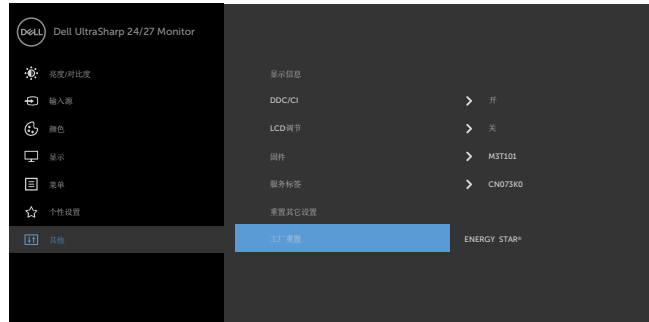 DELL Dell UltraSharp 24/27 Monitor
亮度/对比度 显示信息
输入源 DDC/CI 开
颜色 LCD调节 关
显示 固件 M3T101
菜单 服务标签 CN073K0
个性设置 重置其它设置
其他 工厂重置 ENERGY STAR®